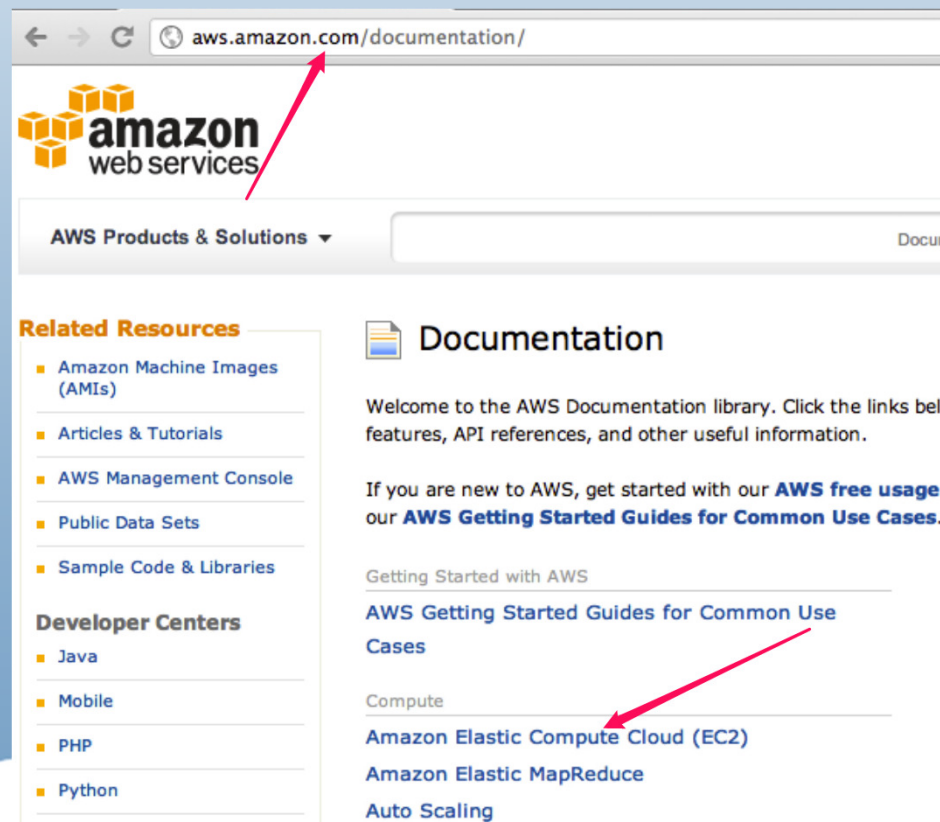 aws.amazon.com/documentation/
amazon
web services
AWS Products & Solutions
Related Resources
Amazon Machine Images
(AMIs)
Articles & Tutorials
AWS Management Console
Public Data Sets
Sample Code & Libraries
Developer Centers
Java
Mobile
PHP
Python
Documentation
Welcome to the AWS Documentation library. Click the links
features, API references, and other useful information.
If you are new to AWS, get started with our AWS free usage
our AWS Getting Started Guides for Common Use Cases.
Getting Started with AWS
AWS Getting Started Guides for Common Use
Cases
Compute
Amazon Elastic Compute Cloud (EC2)
Amazon Elastic MapReduce
Auto Scaling